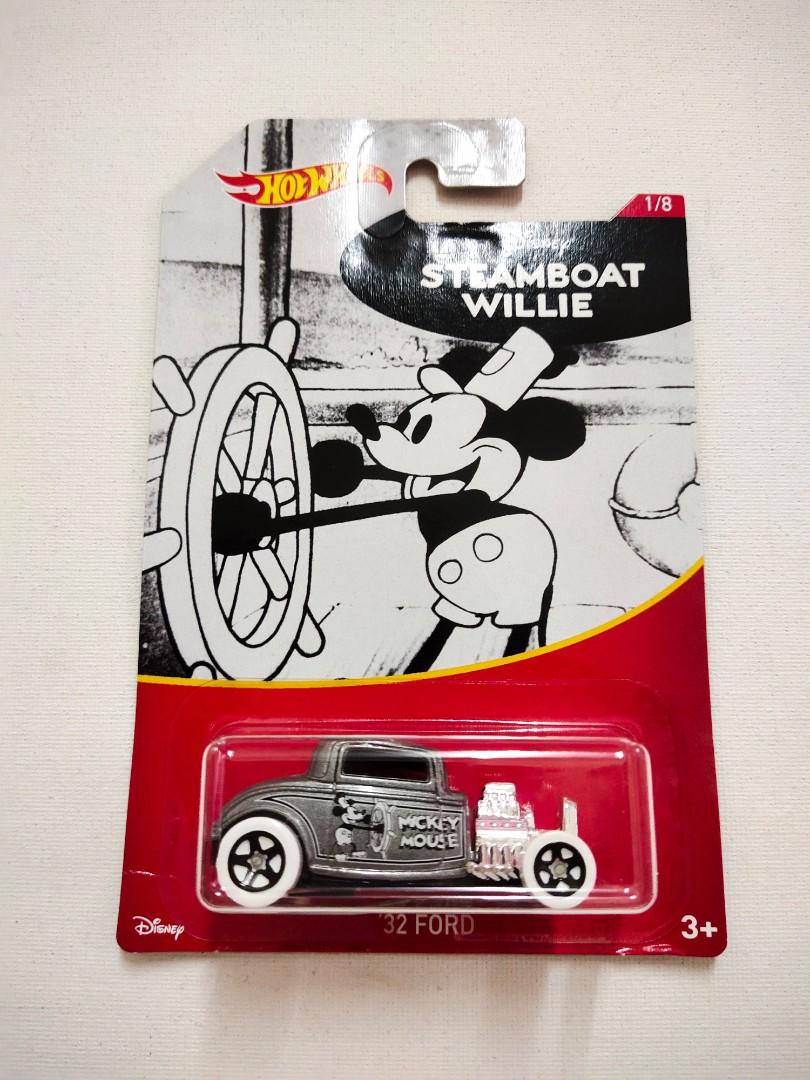 HOT WHEELS
1/8
DISNEY
STEAMBOAT
WILLIE
MICKEY
MOUSE
'32 FORD
DISNEY
3+